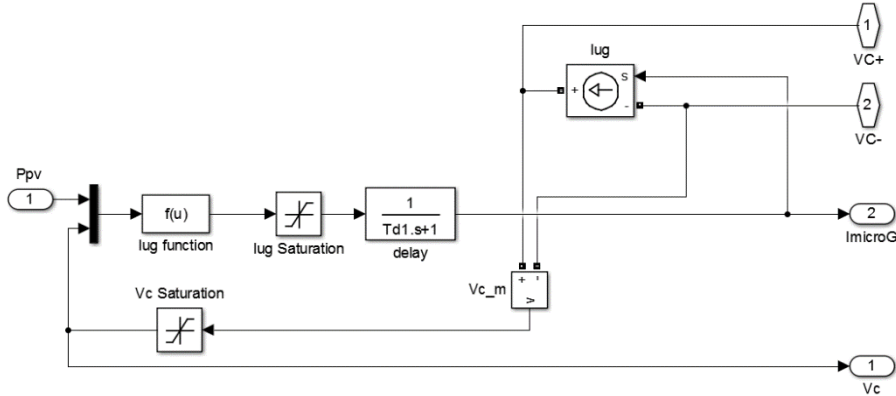 1
VC+
Iug
S
+
-
2
VC-
Ppv
1
f(u)
Iug function
Iug Saturation
1
Td1.s+1
delay
2
ImicroG
Vc Saturation
Vc_m
+
-
v
1
Vc